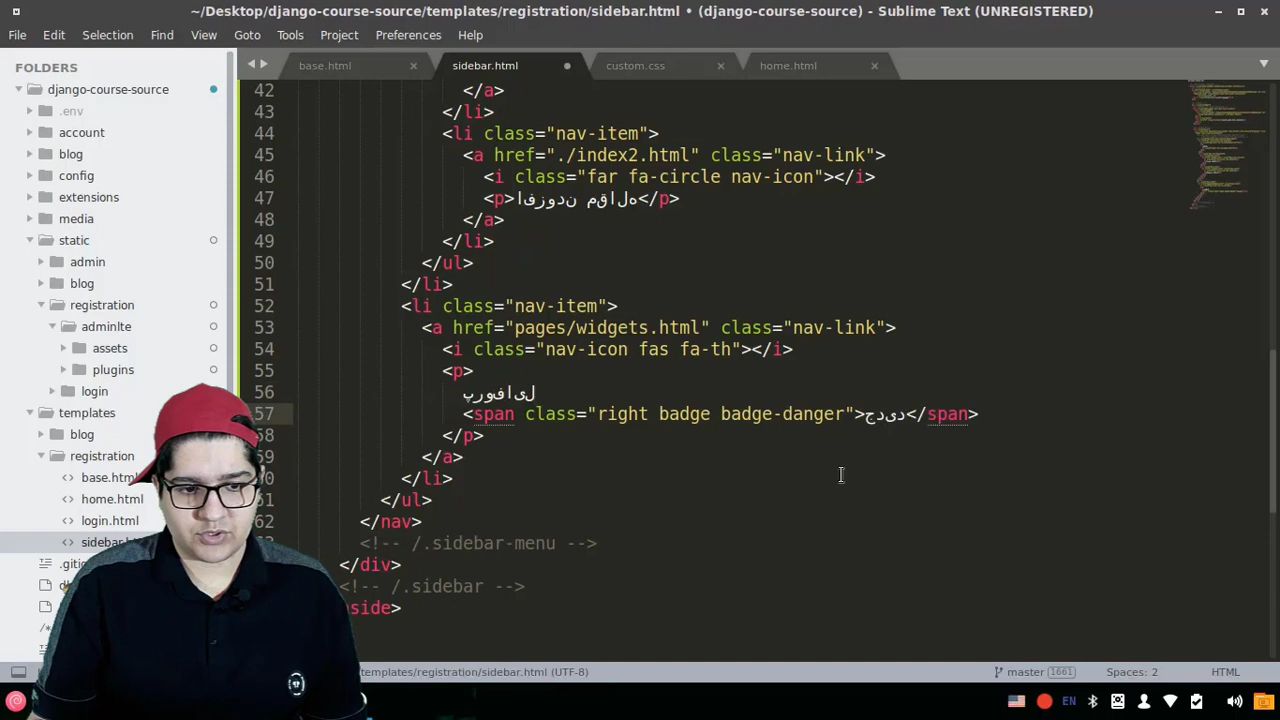 ~/Desktop/django-course-source/templates/registration/sidebar.html • (django-course-source) - Sublime Text (UNREGISTERED)
File Edit Selection Find View Goto Tools Project Preferences Help
FOLDERS
django-course-source
.env
account
blog
config
extensions
media
static
admin
blog
registration
adminlte
assets
plugins
login
templates
blog
registration
base.html
home.html
login.html
base.html sidebar.html custom.css home.html
42 </a>
43 </li>
44 <li class="nav-item">
45 <a href="./index2.html" class="nav-link">
46 <i class="far fa-circle nav-icon"></i>
47 <p>افزودن مقاله</p>
48 </a>
49 </li>
50 </ul>
51 </li>
52 <li class="nav-item">
53 <a href="pages/widgets.html" class="nav-link">
54 <i class="nav-icon fas fa-th"></i>
55 <p>
56 پروفایل
57 <span class="right badge badge-danger">جدید</span>
58 </p>
59 </a>
60 </li>
61 </ul>
62 </nav>
<!-- /.sidebar-menu -->
</div>
<!-- /.sidebar -->
templates/registration/sidebar.html (UTF-8) master 1661 Spaces: 2 HTML
EN